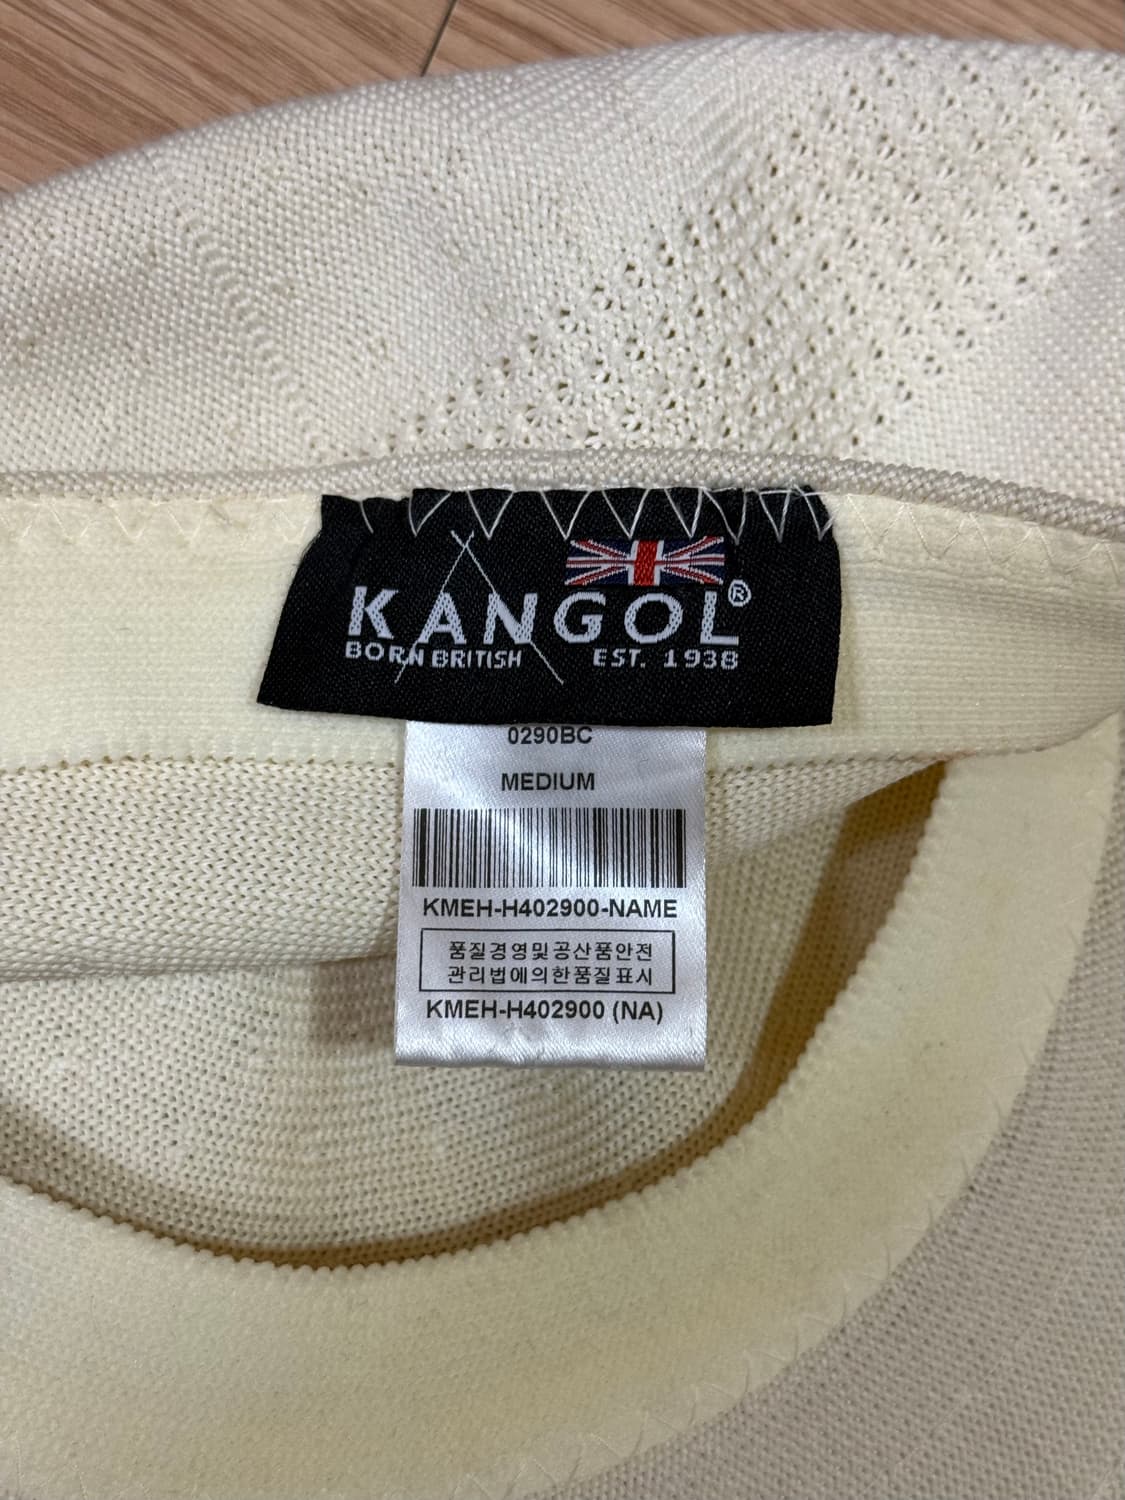 KANGOL®
BORN BRITISH EST. 1938
0290BC
MEDIUM
KMEH-H402900-NAME
품질경영및공산품안전
관리법에의한품질표시
KMEH-H402900 (NA)